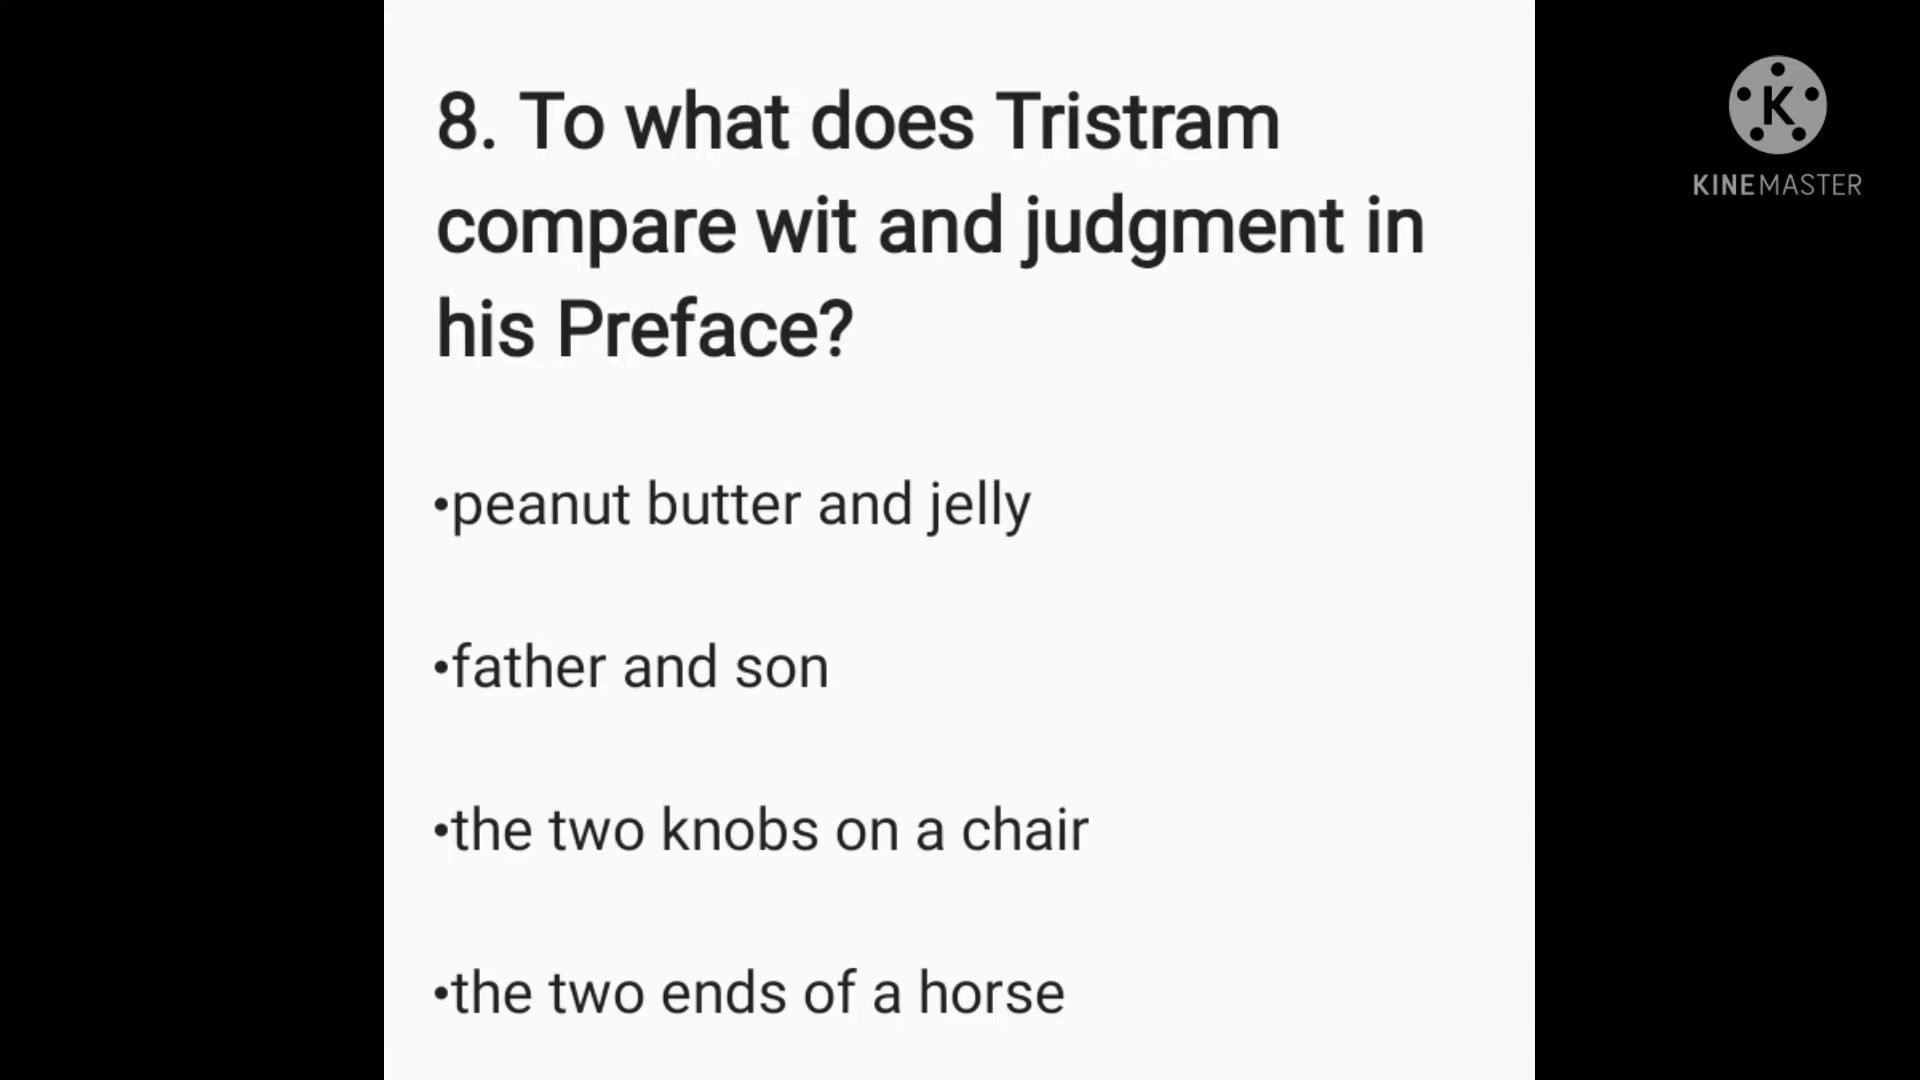 8. To what does Tristram
compare wit and judgment in
his Preface?
•peanut butter and jelly
•father and son
•the two knobs on a chair
•the two ends of a horse
K
KINEMASTER